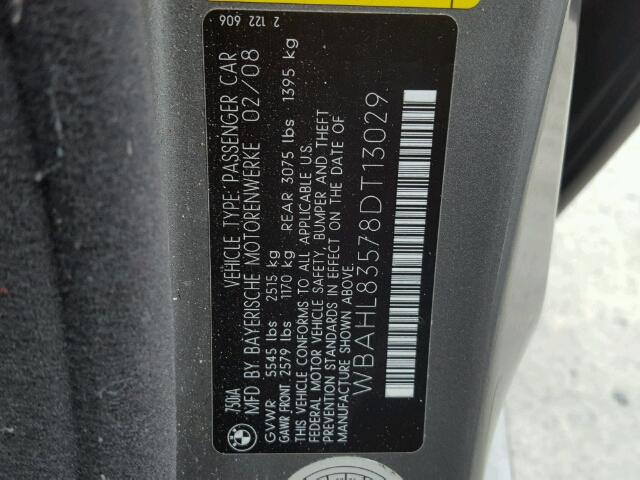 750iA
VEHICLE TYPE: PASSENGER CAR
MFD BY BAYERISCHE MOTORENWERKE 02/08
GVWR 5545 lbs 2515 kg
GAWR FRONT 2579 lbs 1170 kg REAR 3075 lbs 1395 kg
THIS VEHICLE CONFORMS TO ALL APPLICABLE U.S.
FEDERAL MOTOR VEHICLE SAFETY, BUMPER AND THEFT
PREVENTION STANDARDS IN EFFECT ON THE DATE OF
MANUFACTURE SHOWN ABOVE.
WBAHL83578DT13029
2 122 606